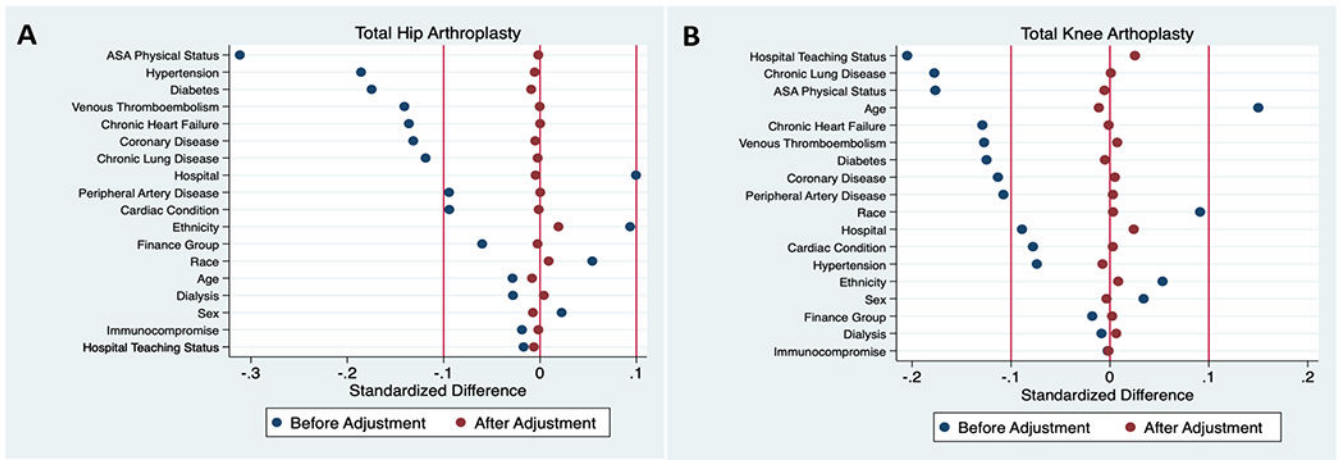 A
Total Hip Arthroplasty
ASA Physical Status
Hypertension
Diabetes
Venous Thromboembolism
Chronic Heart Failure
Coronary Disease
Chronic Lung Disease
Hospital
Peripheral Artery Disease
Cardiac Condition
Ethnicity
Finance Group
Race
Age
Dialysis
Sex
Immunocompromise
Hospital Teaching Status
-.3 -.2 -.1 0 .1
Standardized Difference
Before Adjustment After Adjustment
B
Total Knee Arthoplasty
Hospital Teaching Status
Chronic Lung Disease
ASA Physical Status
Age
Chronic Heart Failure
Venous Thromboembolism
Diabetes
Coronary Disease
Peripheral Artery Disease
Race
Hospital
Cardiac Condition
Hypertension
Ethnicity
Sex
Finance Group
Dialysis
Immunocompromise
-.2 -.1 0 .1 .2
Standardized Difference
Before Adjustment After Adjustment